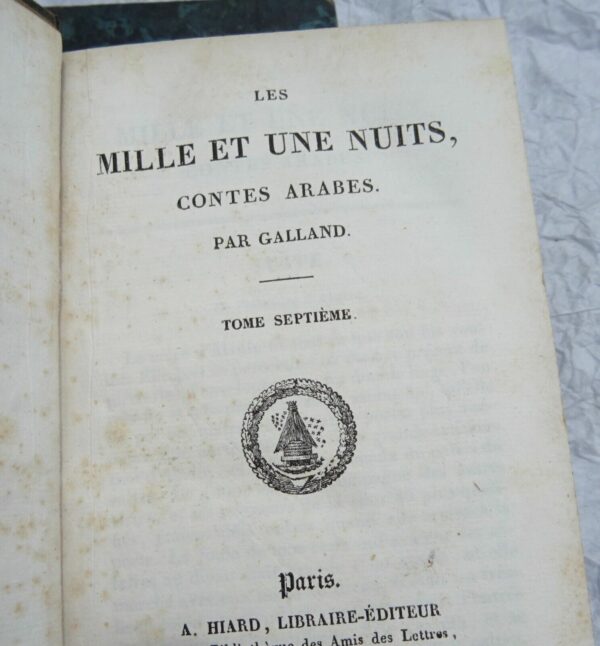 LES
MILLE ET UNE NUITS,
CONTES ARABES.
PAR GALLAND.
TOME SEPTIÈME.
Paris.
A. HIARD, LIBRAIRE-ÉDITEUR
Bibliothèque des Amis des Lettres,